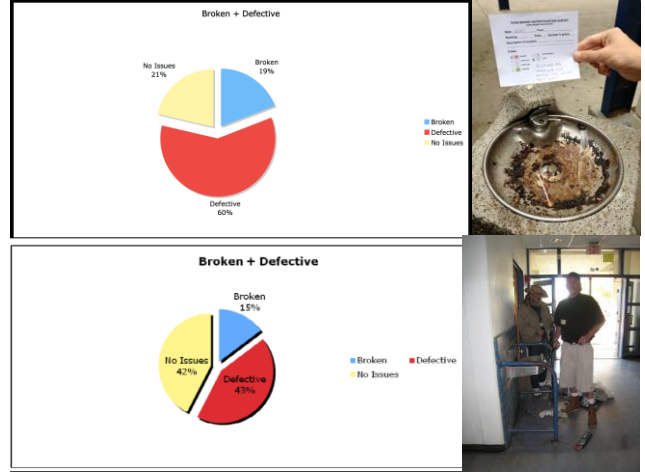 Broken + Defective
No Issues
21%
Broken
19%
Broken
Defective
No Issues
Defective
60%
Broken + Defective
Broken
15%
No Issues
42%
Defective
43%
Broken
Defective
No Issues